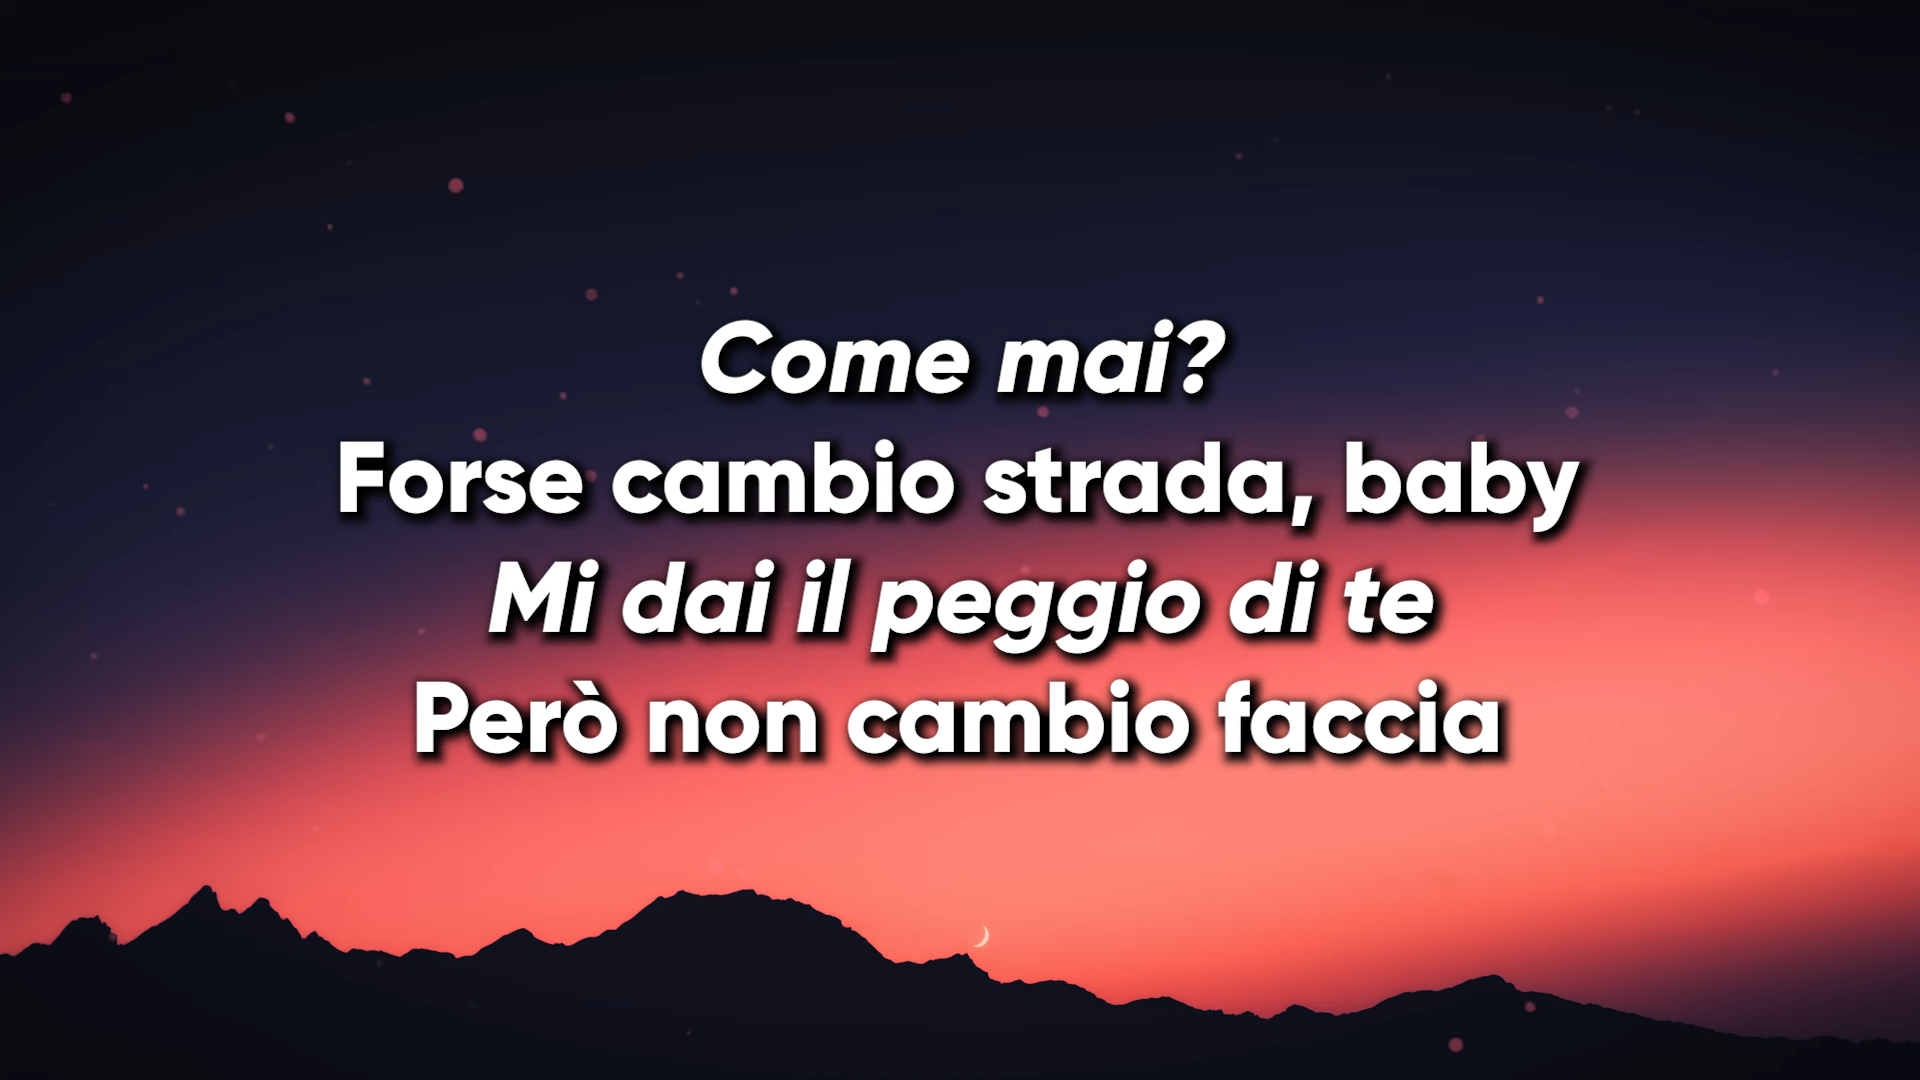 Come mai?
Forse cambio strada, baby
Mi dai il peggio di te
Però non cambio faccia